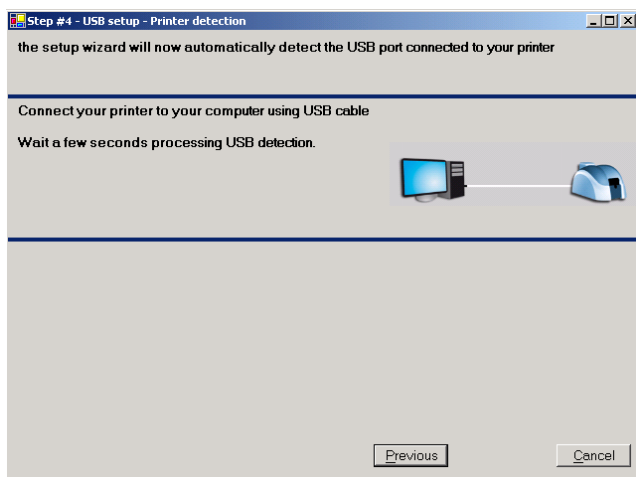 Step #4 - USB setup - Printer detection
the setup wizard will now automatically detect the USB port connected to your printer
Connect your printer to your computer using USB cable
Wait a few seconds processing USB detection.
Previous
Cancel